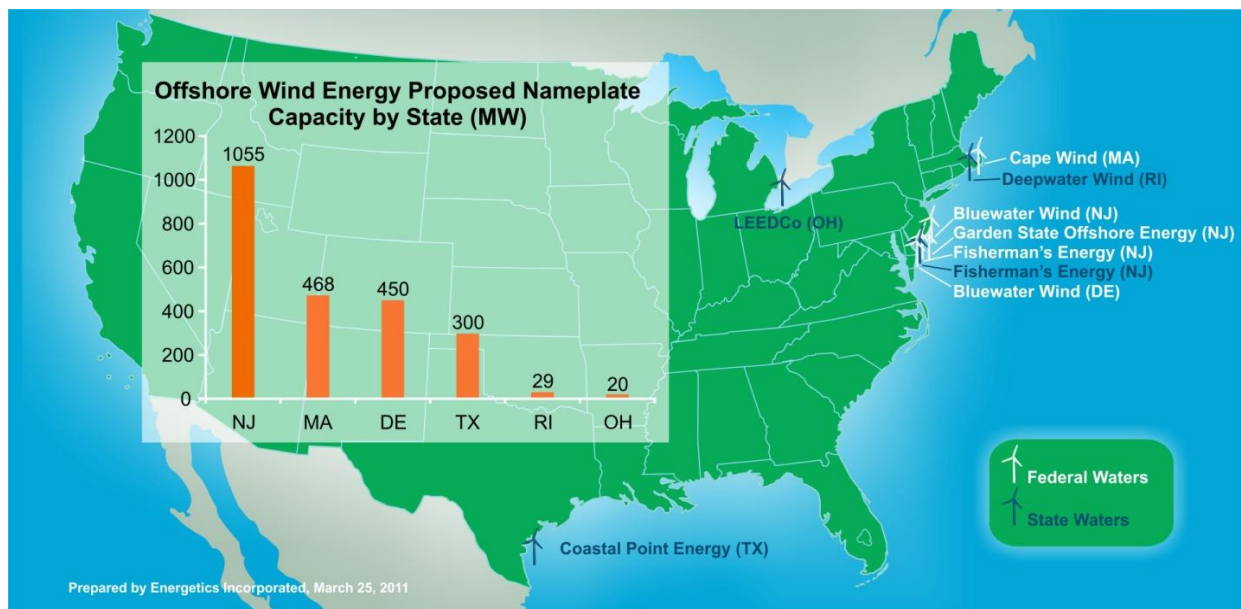 Offshore Wind Energy Proposed Nameplate
Capacity by State (MW)
1200
1000
800
600
400
200
0
1055
468
450
300
29
20
NJ MA DE TX RI OH
Cape Wind (MA)
Deepwater Wind (RI)
LEEDCo (OH)
Bluewater Wind (NJ)
Garden State Offshore Energy (NJ)
Fisherman's Energy (NJ)
Fisherman's Energy (NJ)
Bluewater Wind (DE)
Coastal Point Energy (TX)
Federal Waters
State Waters
Prepared by Energetics Incorporated, March 25, 2011